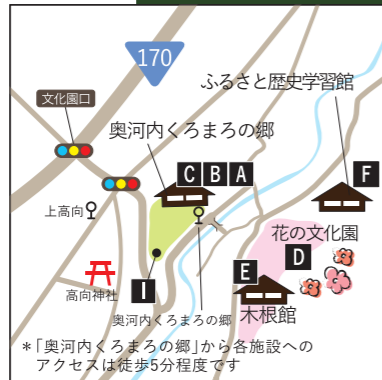 170
文化園口
ふるさと歴史学習館
奥河内くろまろの郷
C B A
F
上高向
花の文化園
D
高向神社
I
E
木根館
奥河内くろまろの郷
*「奥河内くろまろの郷」から各施設への
アクセスは徒歩5分程度です